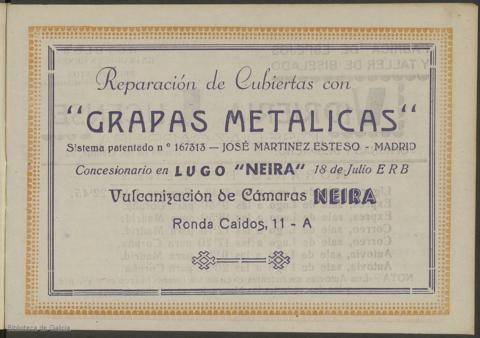 Reparación de Cubiertas con
"GRAPAS METALICAS"
Sistema patentado nº 167313 — JOSÉ MARTINEZ ESTESO - MADRID
Concesionario en LUGO "NEIRA" 18 de Julio E R B
Vulcanización de Cámaras NEIRA
Ronda Caidos, 11 - A
Biblioteca de Galicia